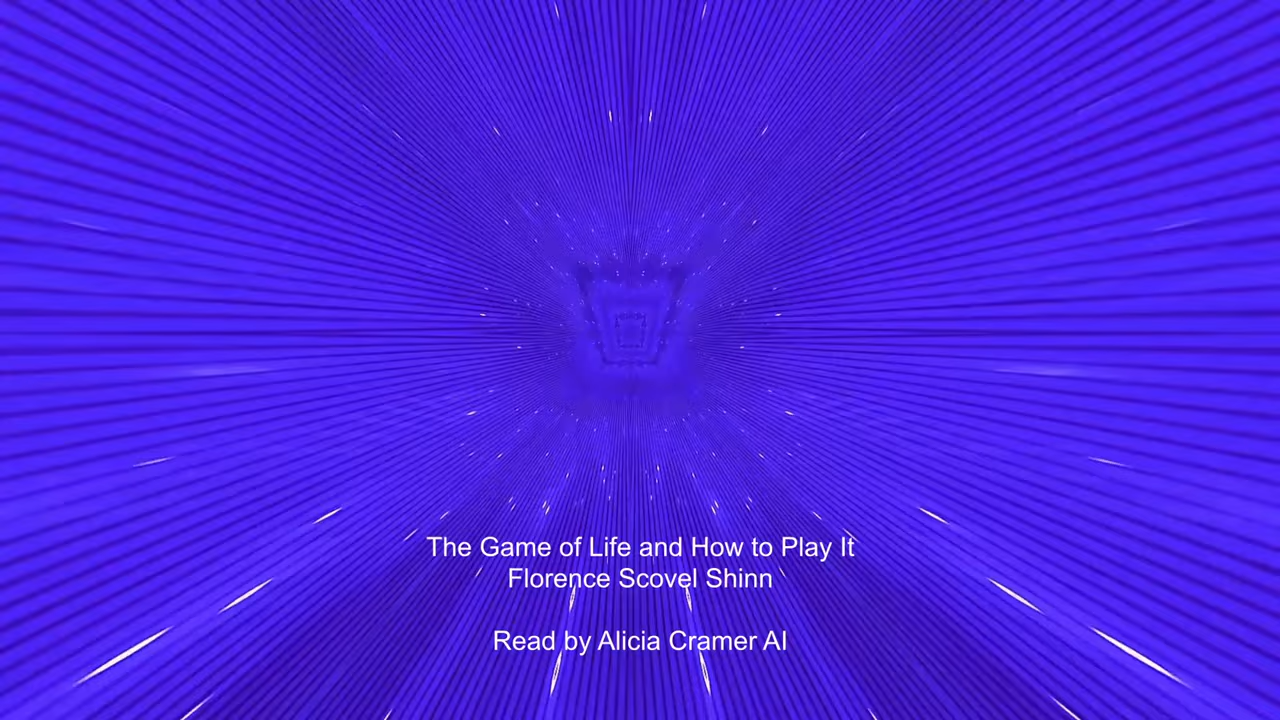 The Game of Life and How to Play It
Florence Scovel Shinn
Read by Alicia Cramer AI